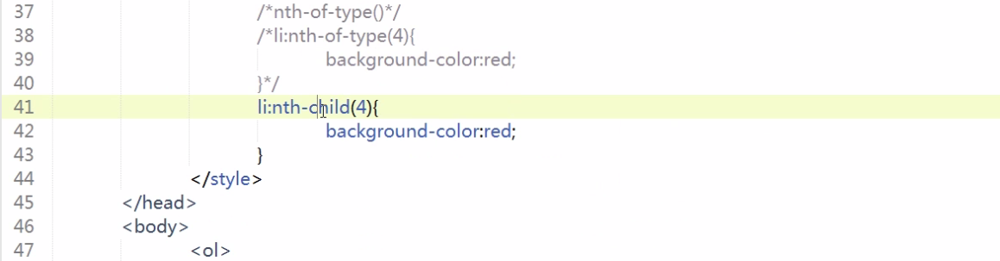 37 /*nth-of-type()*/
38 /*li:nth-of-type(4){
39 background-color:red;
40 }*/
41 li:nth-child(4){
42 background-color:red;
43 }
44 </style>
45 </head>
46 <body>
47 <ol>